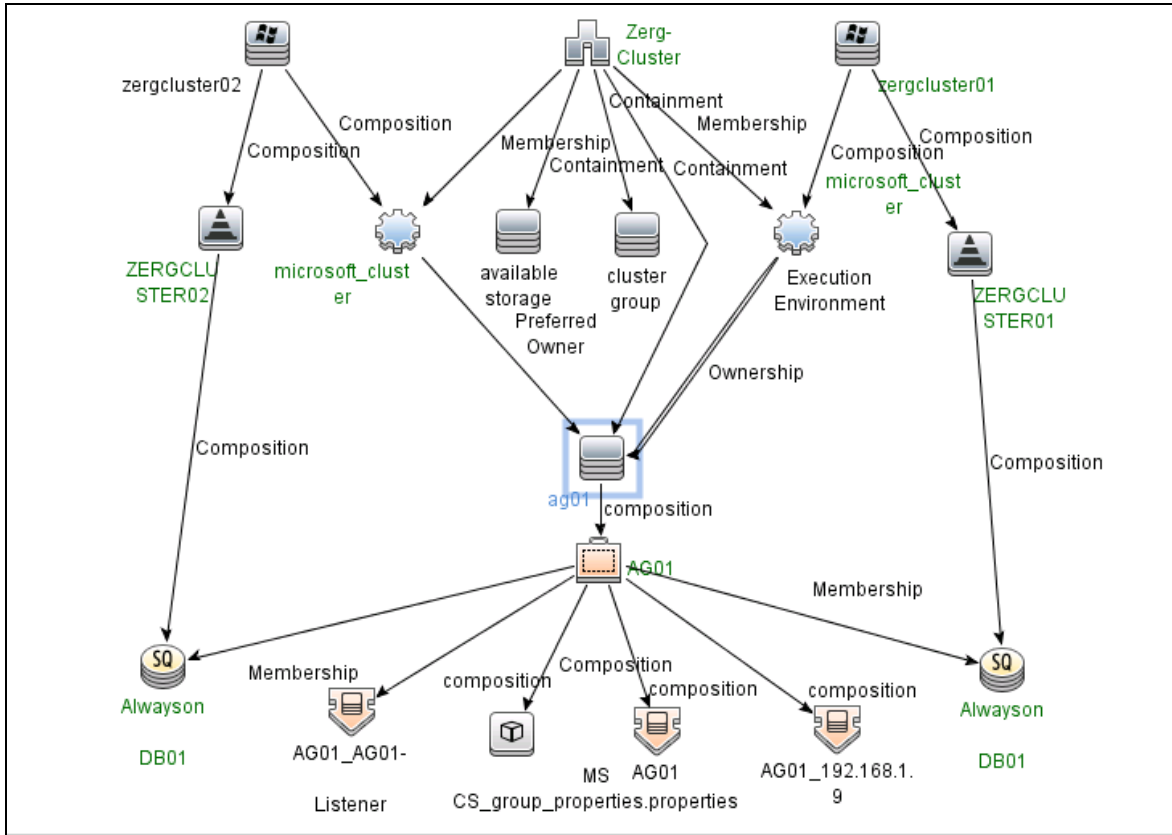 Zerg-
Cluster
zergcluster02
zergcluster01
Containment
Composition
Membership
Composition
Membership
Composition
Composition
Containment
Containment
microsoft_clust
er
ZERGCLU
STER02
microsoft_clust
er
available
storage
cluster
group
Execution
Environment
ZERGCLU
STER01
Preferred
Owner
Ownership
Composition
Composition
ag01
composition
AG01
Membership
Membership
Composition
composition
composition
composition
SQ
SQ
Alwayson
DB01
AG01_AG01-
Listener
MS
CS_group_properties.properties
AG01
AG01_192.168.1.
9
Alwayson
DB01